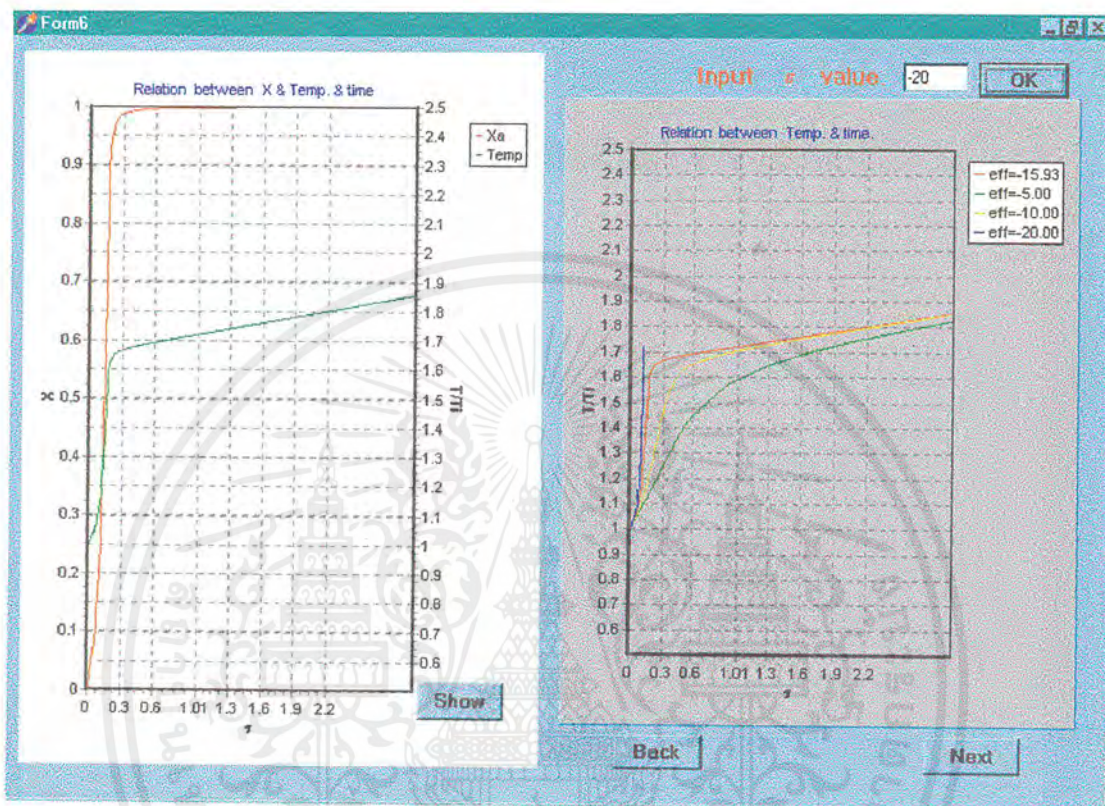 Form6
Relation between X & Temp. & time
1
0.9
0.8
0.7
0.6
0.5
0.4
0.3
0.2
0.1
0
X
2.5
2.4
2.3
2.2
2.1
2
1.9
1.8
1.7
1.6
1.5
1.4
1.3
1.2
1.1
1
0.9
0.8
0.7
0.6
T/Ti
0 0.3 0.6 1.01 1.3 1.6 1.9 2.2
Xa
Temp
Show
Input ε value -20 OK
Relation between Temp. & time.
2.5
2.4
2.3
2.2
2.1
2
1.9
1.8
1.7
1.6
1.5
1.4
1.3
1.2
1.1
1
0.9
0.8
0.7
0.6
T/Ti
0 0.3 0.6 1.01 1.3 1.6 1.9 2.2
eff=-15.93
eff=-5.00
eff=-10.00
eff=-20.00
Back
Next